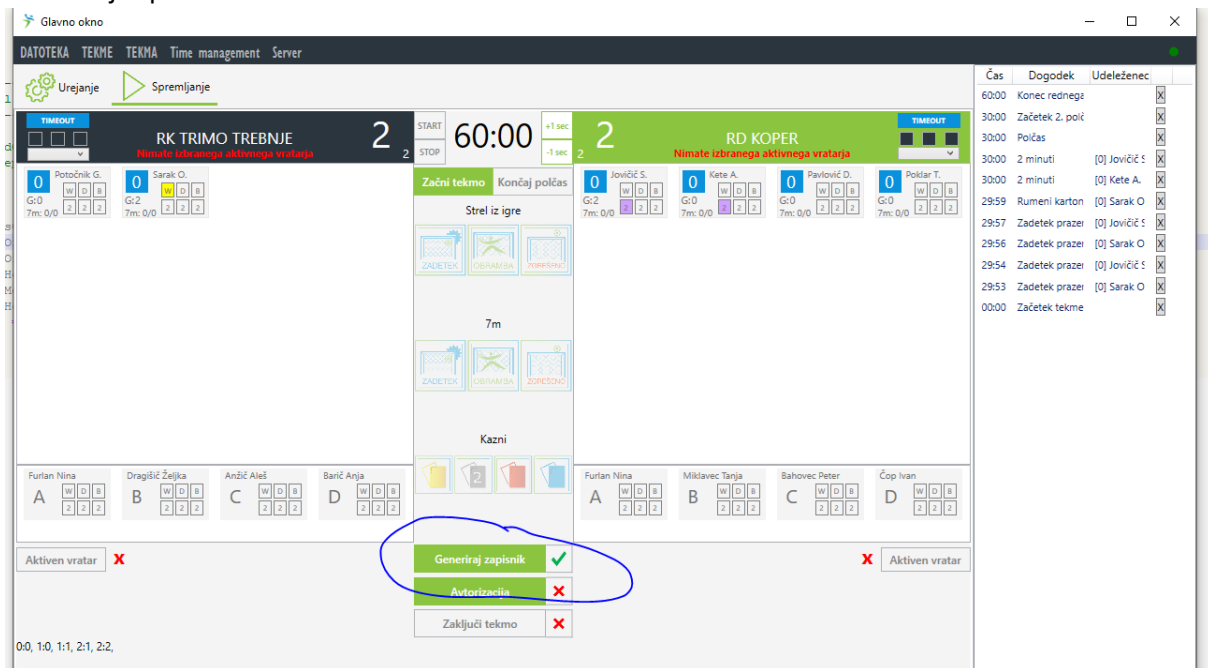 Glavno okno
DATOTEKA TEKME TEKMA Time management Server
Urejanje Spremljanje
Čas Dogodek Udeleženec
60:00 Konec rednega X
30:00 Začetek 2. polč X
30:00 Polčas X
30:00 2 minuti [0] Jovičič S X
30:00 2 minuti [0] Kete A. X
29:59 Rumeni karton [0] Sarak O X
29:57 Zadetek prazer [0] Jovičič S X
29:56 Zadetek prazer [0] Sarak O X
29:54 Zadetek prazer [0] Jovičič S X
29:53 Zadetek prazer [0] Sarak O X
00:00 Začetek tekme X
TIMEOUT
RK TRIMO TREBNJE
Nimate izbranega aktivnega vratarja
2
2
START
STOP
60:00
+1 sec
-1 sec
2
2
RD KOPER
Nimate izbranega aktivnega vratarja
TIMEOUT
Potočnik G.
0 W D B
G:0
7m: 0/0 2 2 2
Sarak O.
0 W D B
G:2
7m: 0/0 2 2 2
Začni tekmo Končaj polčas
Strel iz igre
ZADETEK OBRAMBA ZGREŠENO
7m
ZADETEK OBRAMBA ZGREŠENO
Kazni
2
Jovičič S.
0 W D B
G:2
7m: 0/0 2 2 2
Kete A.
0 W D B
G:0
7m: 0/0 2 2 2
Pavlović D.
0 W D B
G:0
7m: 0/0 2 2 2
Poklar T.
0 W D B
G:0
7m: 0/0 2 2 2
Furlan Nina
A W D B
2 2 2
Dragišič Željka
B W D B
2 2 2
Anžič Aleš
C W D B
2 2 2
Barič Anja
D W D B
2 2 2
Furlan Nina
A W D B
2 2 2
Miklavec Tanja
B W D B
2 2 2
Bahovec Peter
C W D B
2 2 2
Čop Ivan
D W D B
2 2 2
Aktiven vratar X
Generiraj zapisnik
Avtorizacija
Zaključi tekmo
X Aktiven vratar
0:0, 1:0, 1:1, 2:1, 2:2,